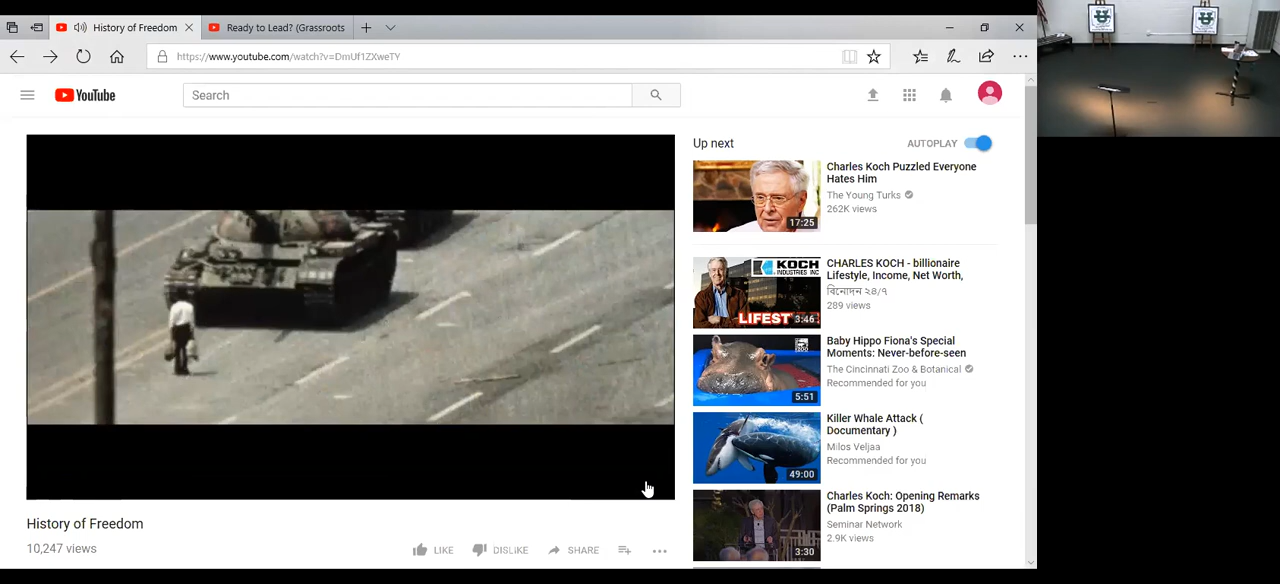 History of Freedom
Ready to Lead? (Grassroots
https://www.youtube.com/watch?v=DmUf1ZXweTY
YouTube
Search
Up next
AUTOPLAY
Charles Koch Puzzled Everyone
Hates Him
The Young Turks
262K views
17:25
CHARLES KOCH - billionaire
Lifestyle, Income, Net Worth,
বিনোদন ২৪/৭
289 views
KOCH
INDUSTRIES INC
LIFEST
3:46
Baby Hippo Fiona's Special
Moments: Never-before-seen
The Cincinnati Zoo & Botanical
Recommended for you
5:51
Killer Whale Attack (
Documentary )
Milos Veljaa
Recommended for you
49:00
Charles Koch: Opening Remarks
(Palm Springs 2018)
Seminar Network
2.9K views
3:30
History of Freedom
10,247 views
LIKE
DISLIKE
SHARE